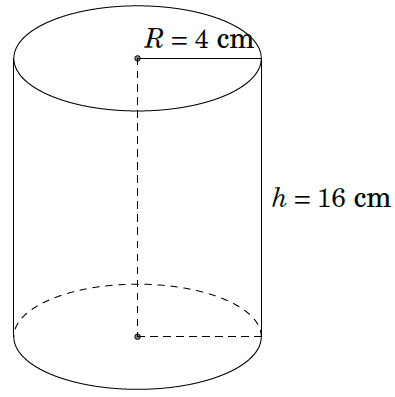 R = 4 cm
h = 16 cm